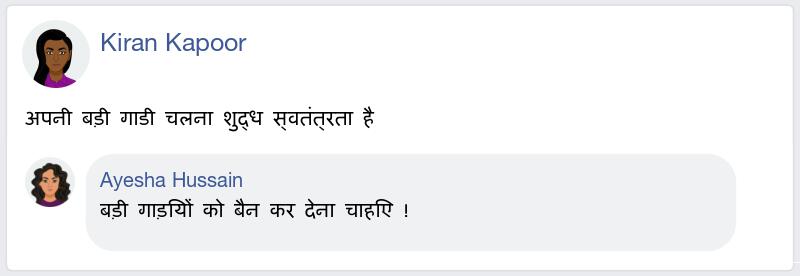 Kiran Kapoor
अपनी बड़ी गाडी चलना शुद्ध स्वतंत्रता है
Ayesha Hussain
बड़ी गाड़ियों को बैन कर देना चाहिए !